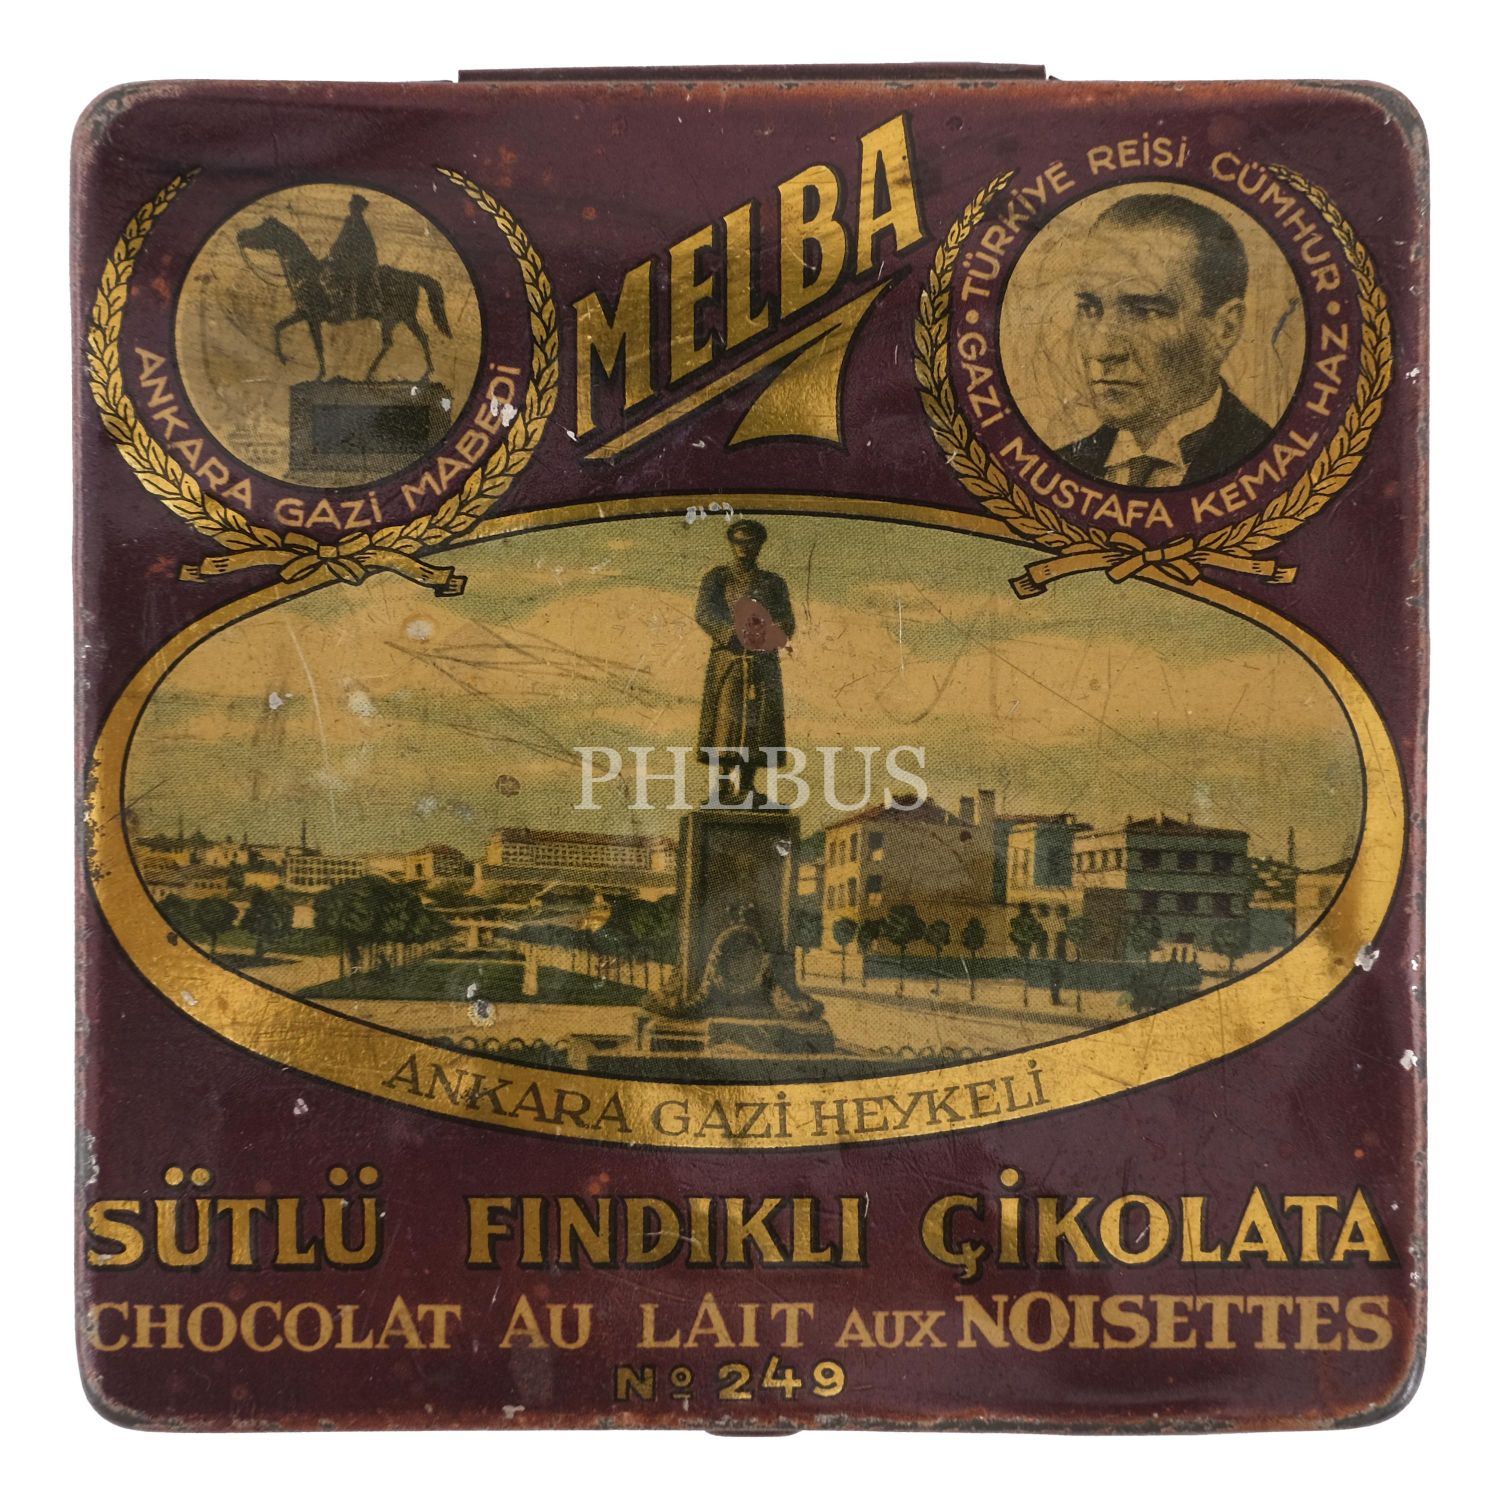 MELBA
TÜRKİYE REİSİ CÜMHUR HAZ •
• GAZİ MUSTAFA KEMAL
ANKARA GAZİ MABEDİ
PHEBUS
ANKARA GAZİ HEYKELİ
SÜTLÜ FINDIKLI ÇİKOLATA
CHOCOLAT AU LAIT AUX NOISETTES
Nº 249